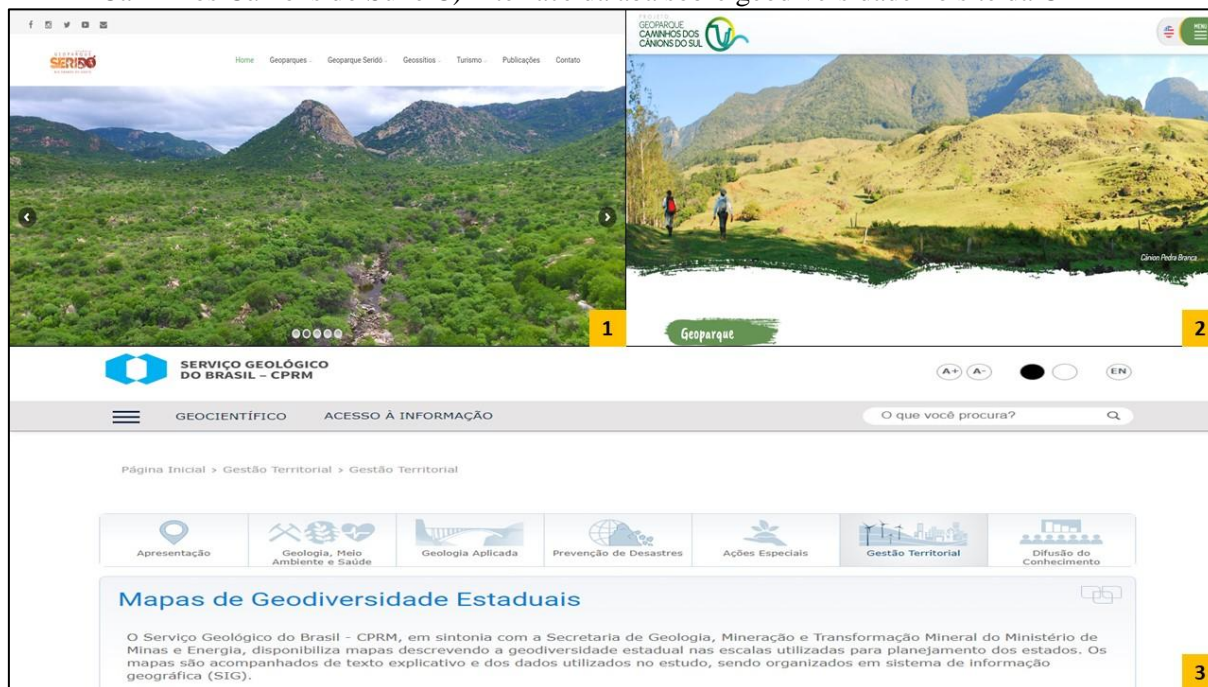 GEOPARQUE
SERIDÓ
Home Geoparques Geoparque Seridó Geossítios Turismo Publicações Contato
1
PROJETO
GEOPARQUE
CAMINHOS DOS
CÂNIONS DO SUL
MENU
Cânion Pedra Branca
Geoparque
2
SERVIÇO GEOLÓGICO
DO BRASIL – CPRM
A+ A- EN
GEOCIENTÍFICO ACESSO À INFORMAÇÃO O que você procura?
Página Inicial > Gestão Territorial > Gestão Territorial
Apresentação
Geologia, Meio
Ambiente e Saúde
Geologia Aplicada
Prevenção de Desastres
Ações Especiais
Gestão Territorial
Difusão do
Conhecimento
Mapas de Geodiversidade Estaduais
O Serviço Geológico do Brasil - CPRM, em sintonia com a Secretaria de Geologia, Mineração e Transformação Mineral do Ministério de
Minas e Energia, disponibiliza mapas descrevendo a geodiversidade estadual nas escalas utilizadas para planejamento dos estados. Os
mapas são acompanhados de texto explicativo e dos dados utilizados no estudo, sendo organizados em sistema de informação
geográfica (SIG).
3